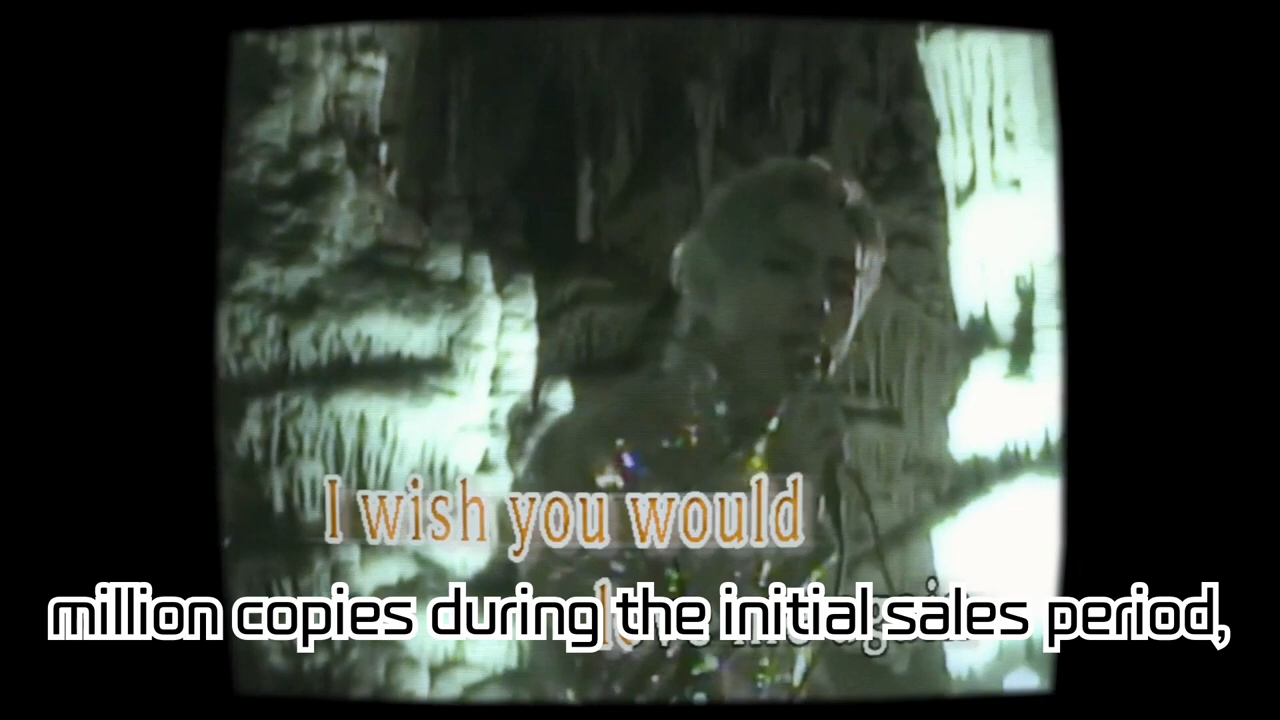 I wish you would
million copies during the initial sales period,